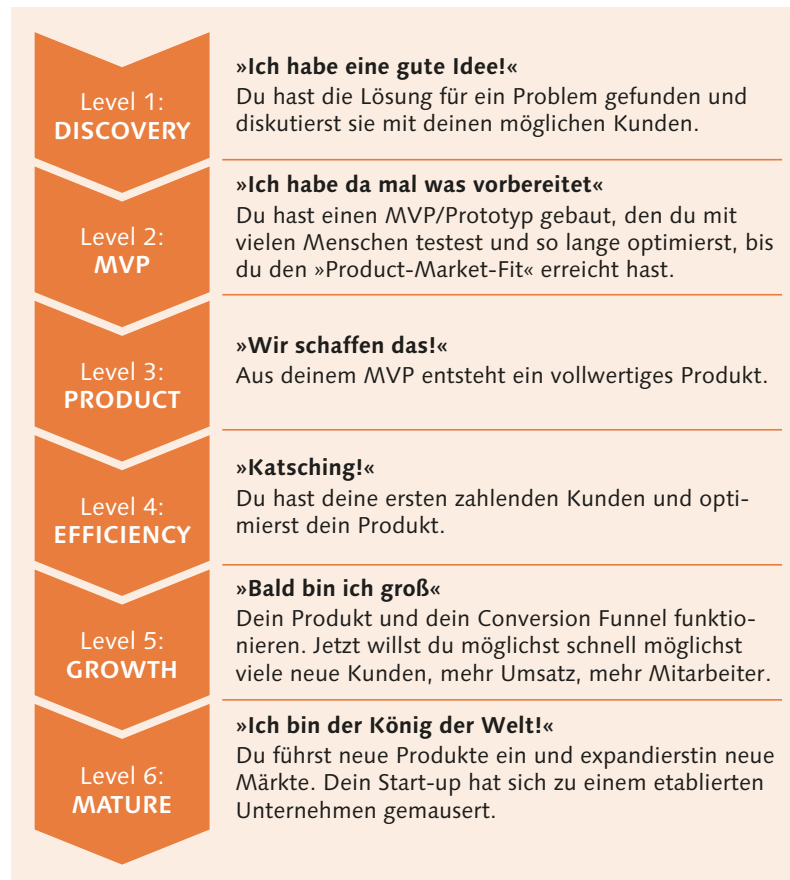 Level 1:
DISCOVERY
»Ich habe eine gute Idee!«
Du hast die Lösung für ein Problem gefunden und
diskutierst sie mit deinen möglichen Kunden.
Level 2:
MVP
»Ich habe da mal was vorbereitet«
Du hast einen MVP/Prototyp gebaut, den du mit
vielen Menschen testest und so lange optimierst, bis
du den »Product-Market-Fit« erreicht hast.
Level 3:
PRODUCT
»Wir schaffen das!«
Aus deinem MVP entsteht ein vollwertiges Produkt.
Level 4:
EFFICIENCY
»Katsching!«
Du hast deine ersten zahlenden Kunden und opti-
mierst dein Produkt.
Level 5:
GROWTH
»Bald bin ich groß«
Dein Produkt und dein Conversion Funnel funktio-
nieren. Jetzt willst du möglichst schnell möglichst
viele neue Kunden, mehr Umsatz, mehr Mitarbeiter.
Level 6:
MATURE
»Ich bin der König der Welt!«
Du führst neue Produkte ein und expandierstin neue
Märkte. Dein Start-up hat sich zu einem etablierten
Unternehmen gemausert.